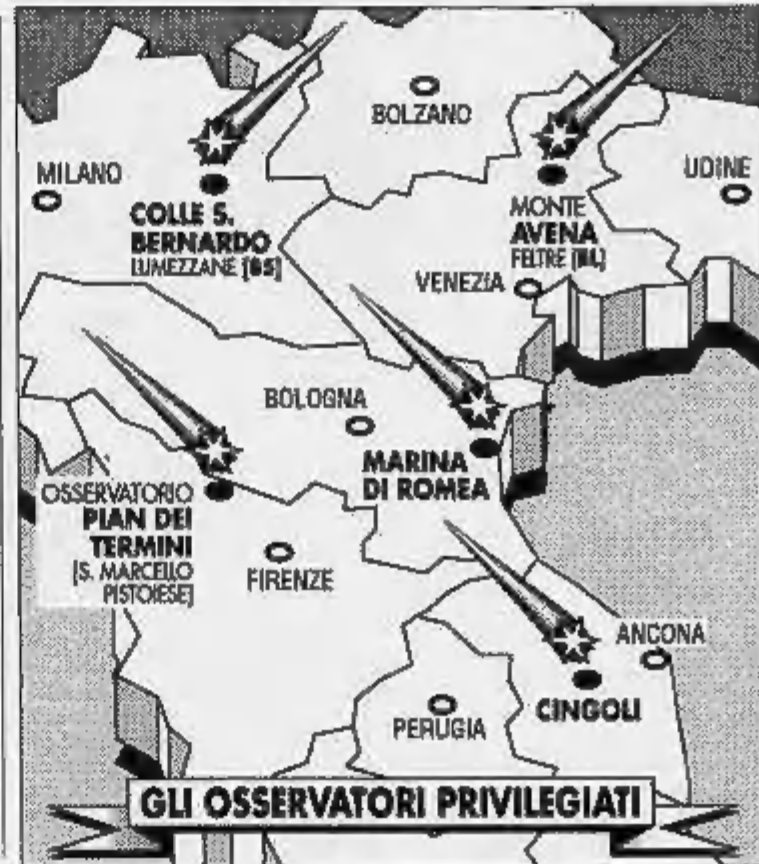 BOLZANO
MILANO
UDINE
COLLE S.
BERNARDO
LUMEZZANE [BS]
MONTE
AVENA
FELTRE [BL]
VENEZIA
BOLOGNA
MARINA
DI ROMEA
OSSERVATORIO
PIAN DEI
TERMINI
[S. MARCELLO
PISTOIESE]
FIRENZE
ANCONA
CINGOLI
PERUGIA
GLI OSSERVATORI PRIVILEGIATI